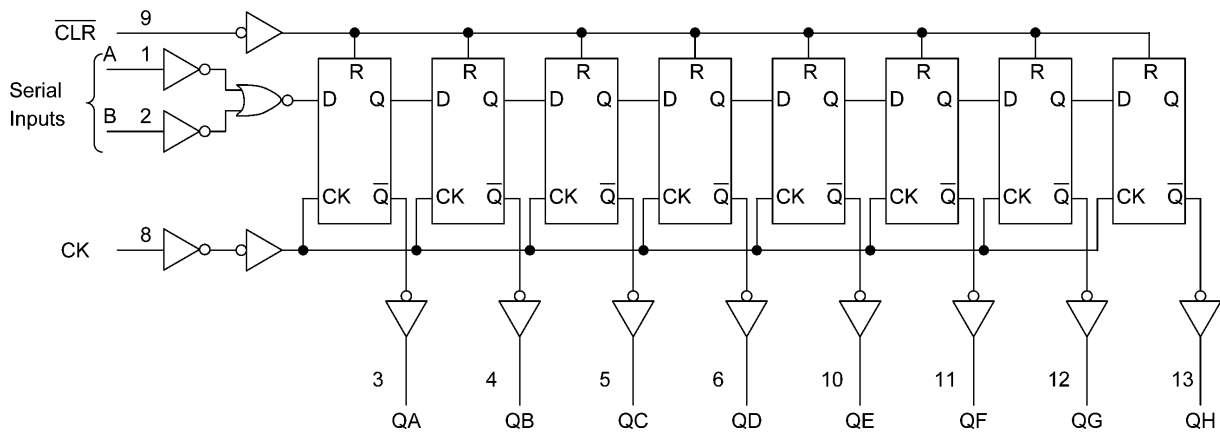 CLR 9
A 1
Serial
Inputs
B 2
R R R R R R R R
D Q D Q D Q D Q D Q D Q D Q D
CK Q CK Q CK Q CK Q CK Q CK Q CK Q CK Q
CK 8
3 4 5 6 10 11 12 13
QA QB QC QD QE QF QG QH